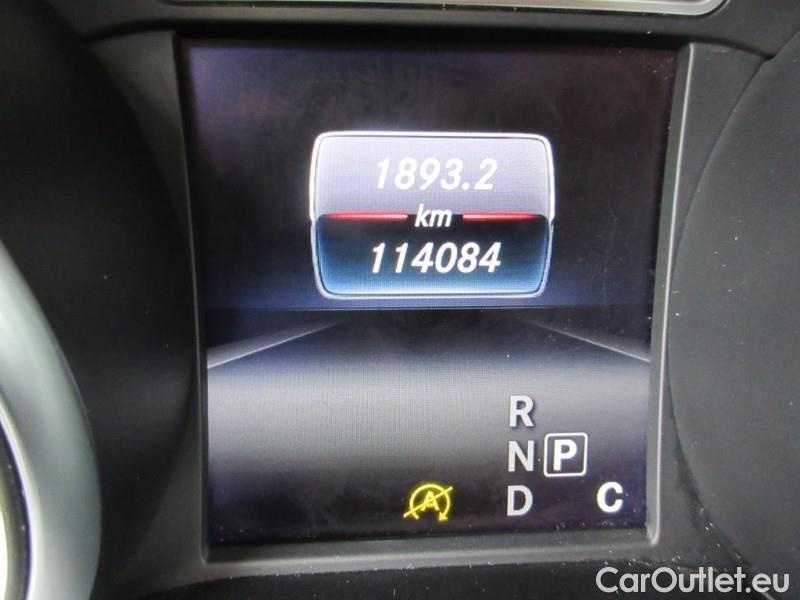 1893.2
km
114084
R
N P
D C
A
CarOutlet.eu